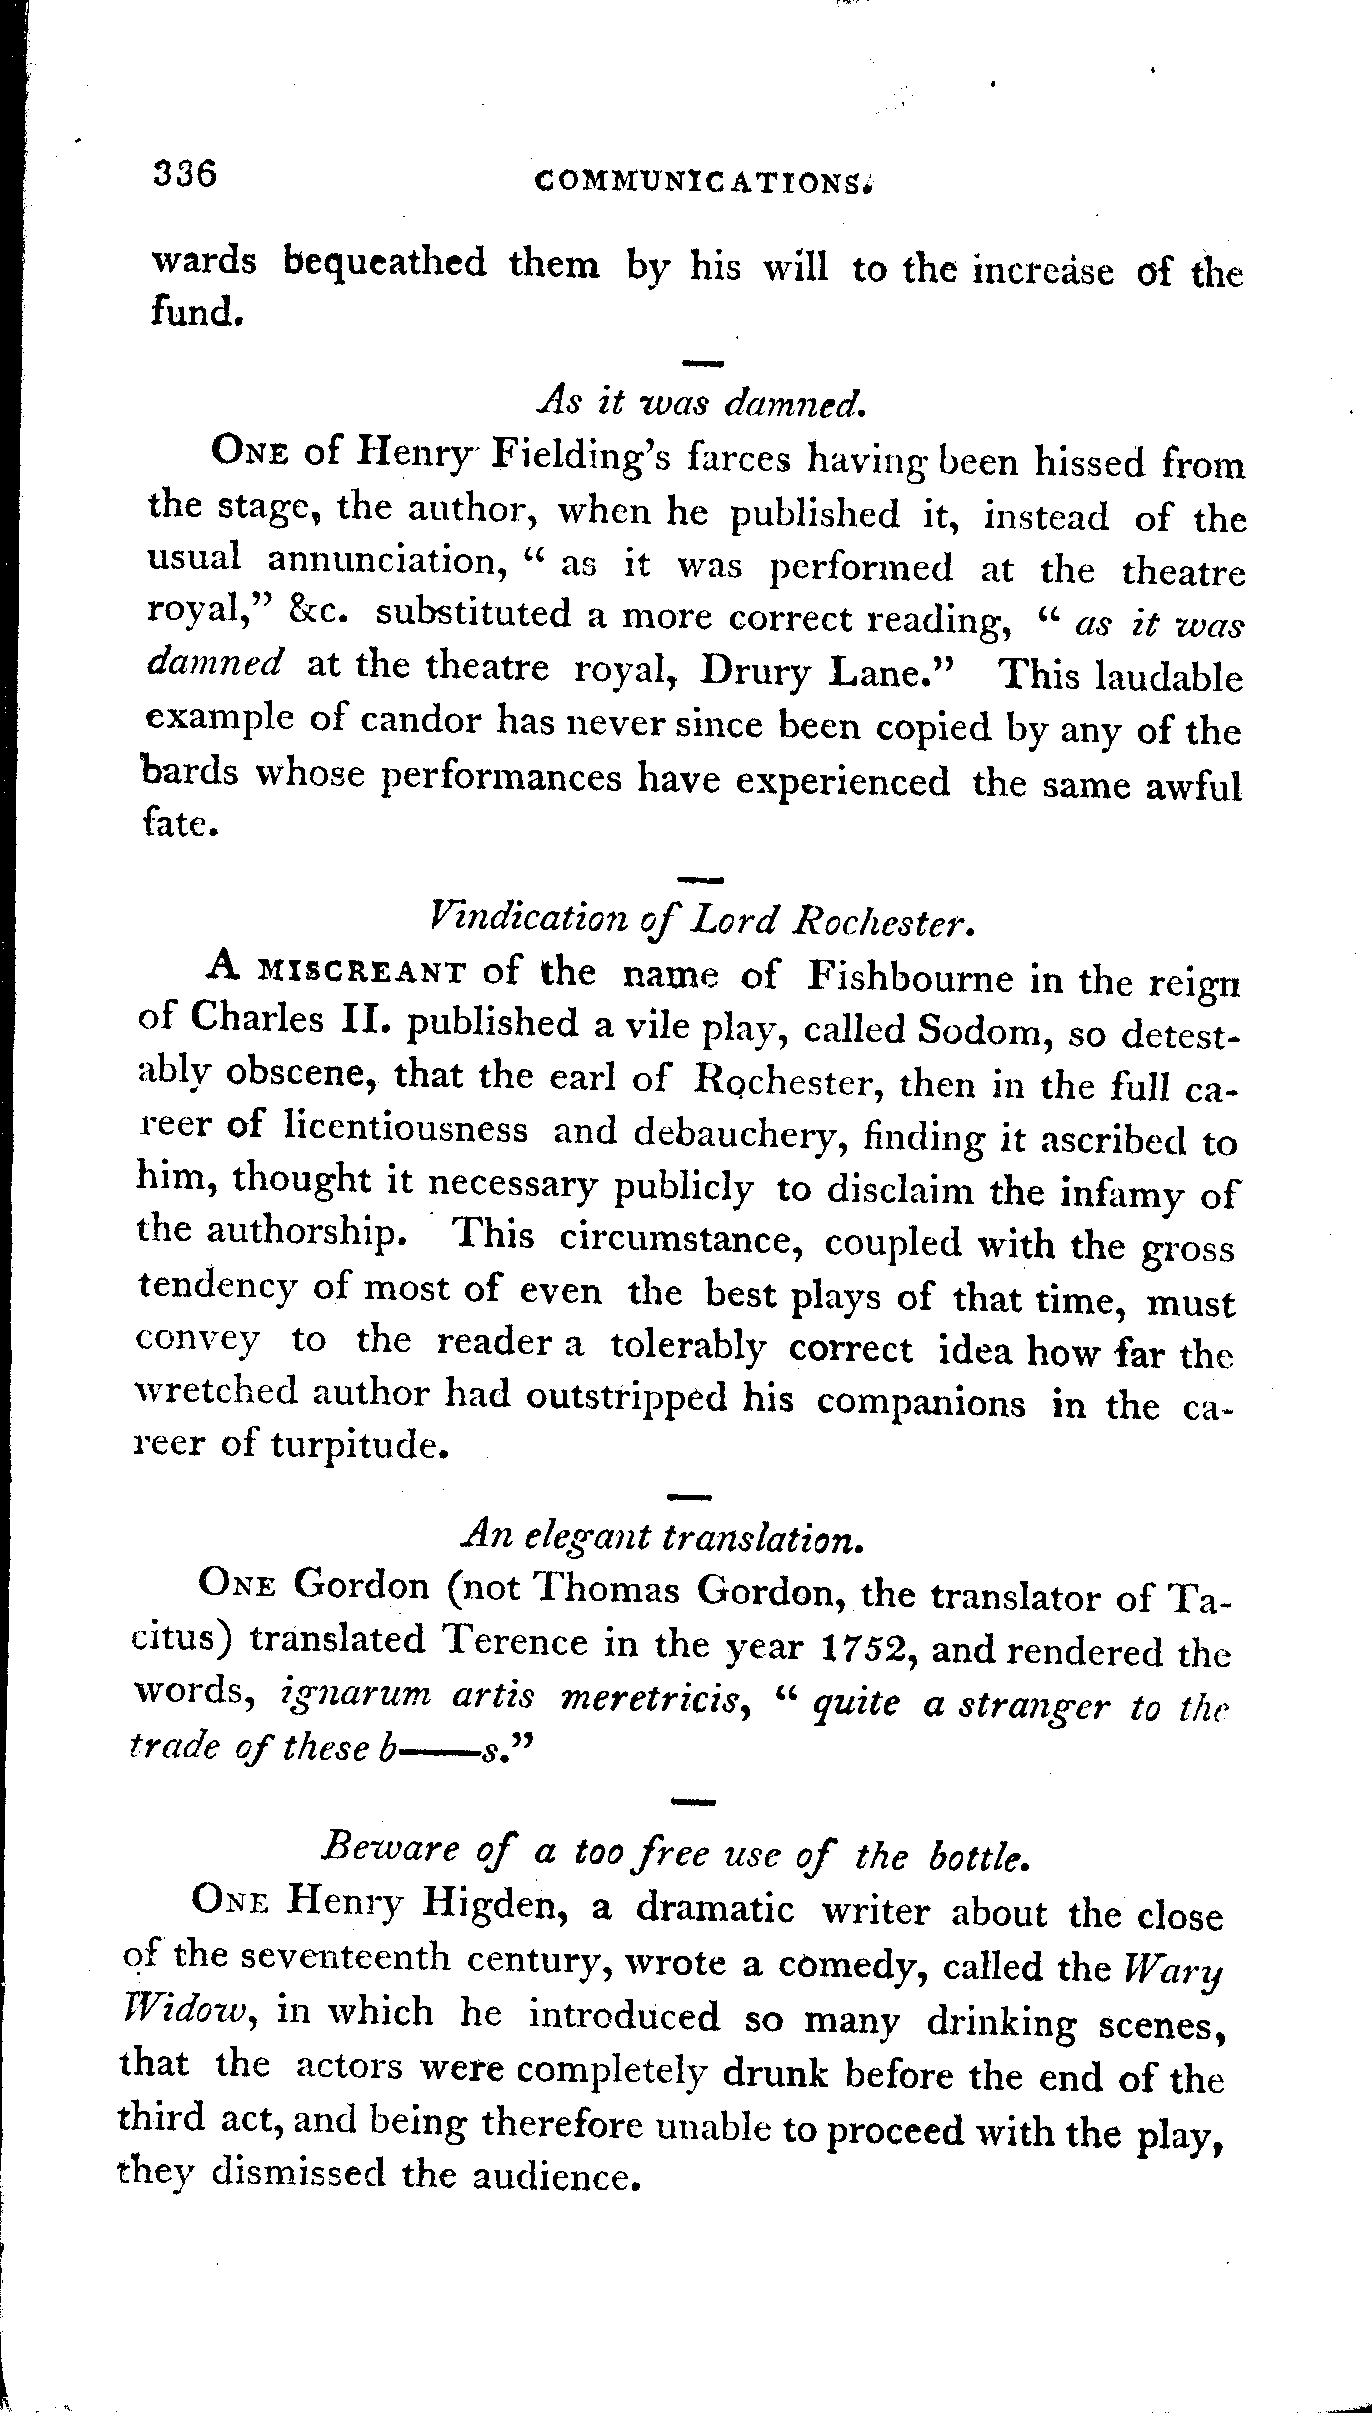 336 COMMUNICATIONS.
wards bequeathed them by his will to the increase of the
fund.
As it was damned.
ONE of Henry Fielding's farces having been hissed from
the stage, the author, when he published it, instead of the
usual annunciation, “ as it was performed at the theatre
royal,” &c. substituted a more correct reading, “ as it was
damned at the theatre royal, Drury Lane.” This laudable
example of candor has never since been copied by any of the
bards whose performances have experienced the same awful
fate.
Vindication of Lord Rochester.
A MISCREANT of the name of Fishbourne in the reign
of Charles II. published a vile play, called Sodom, so detest-
ably obscene, that the earl of Rochester, then in the full ca-
reer of licentiousness and debauchery, finding it ascribed to
him, thought it necessary publicly to disclaim the infamy of
the authorship. This circumstance, coupled with the gross
tendency of most of even the best plays of that time, must
convey to the reader a tolerably correct idea how far the
wretched author had outstripped his companions in the ca-
reer of turpitude.
An elegant translation.
ONE Gordon (not Thomas Gordon, the translator of Ta-
citus) translated Terence in the year 1752, and rendered the
words, ignarum artis meretricis, “ quite a stranger to the
trade of these b——s.”
Beware of a too free use of the bottle.
ONE Henry Higden, a dramatic writer about the close
of the seventeenth century, wrote a comedy, called the Wary
Widow, in which he introduced so many drinking scenes,
that the actors were completely drunk before the end of the
third act, and being therefore unable to proceed with the play,
they dismissed the audience.